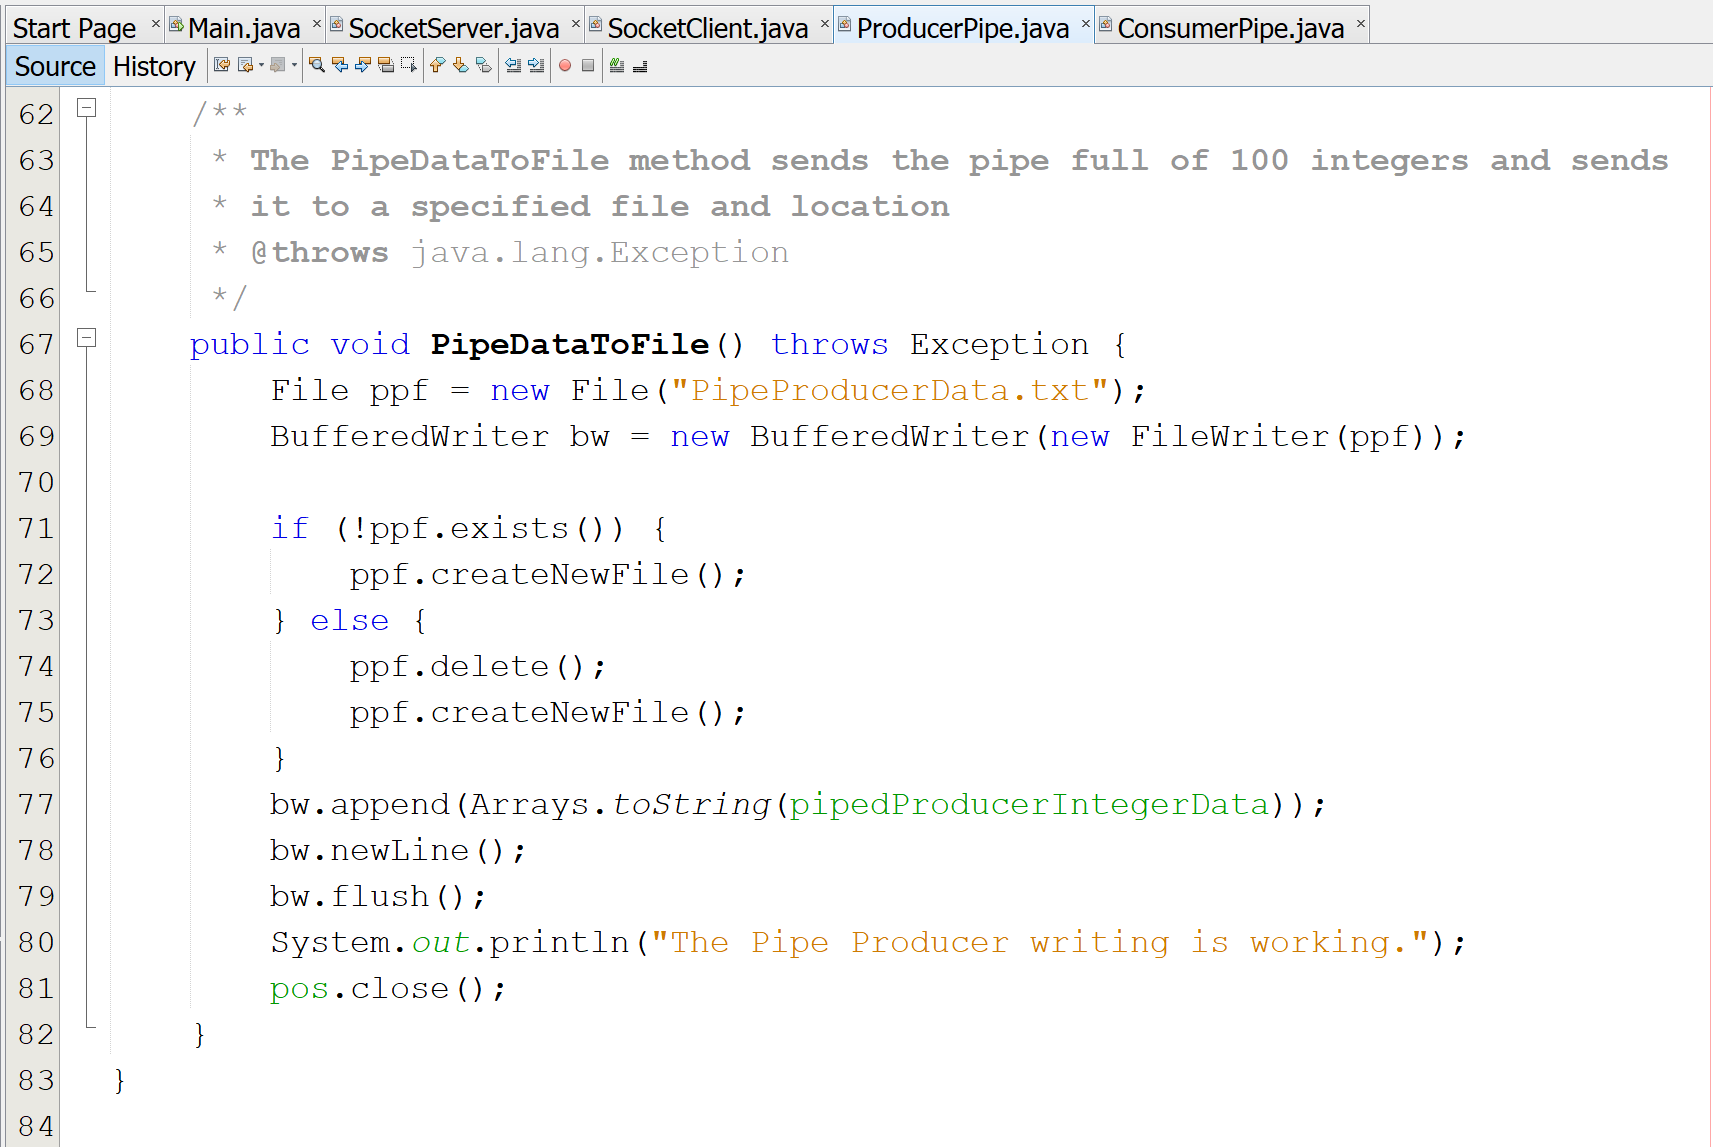 Start Page × Main.java × SocketServer.java × SocketClient.java × ProducerPipe.java × ConsumerPipe.java ×
Source History
62 /**
63 * The PipeDataToFile method sends the pipe full of 100 integers and sends
64 * it to a specified file and location
65 * @throws java.lang.Exception
66 */
67 public void PipeDataToFile() throws Exception {
68 File ppf = new File("PipeProducerData.txt");
69 BufferedWriter bw = new BufferedWriter(new FileWriter(ppf));
70
71 if (!ppf.exists()) {
72 ppf.createNewFile();
73 } else {
74 ppf.delete();
75 ppf.createNewFile();
76 }
77 bw.append(Arrays.toString(pipedProducerIntegerData));
78 bw.newLine();
79 bw.flush();
80 System.out.println("The Pipe Producer writing is working.");
81 pos.close();
82 }
83 }
84